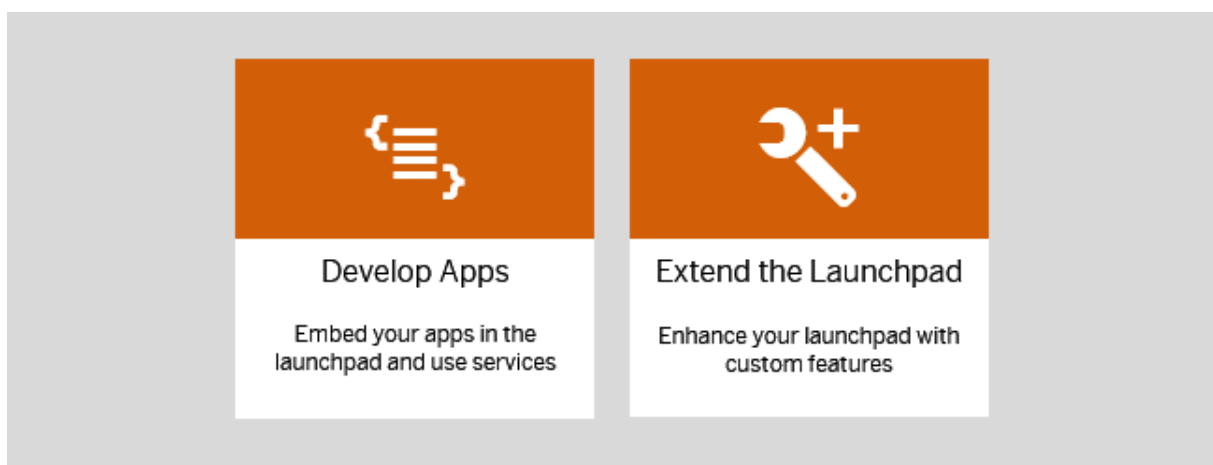 Develop Apps
Embed your apps in the
launchpad and use services
Extend the Launchpad
Enhance your launchpad with
custom features